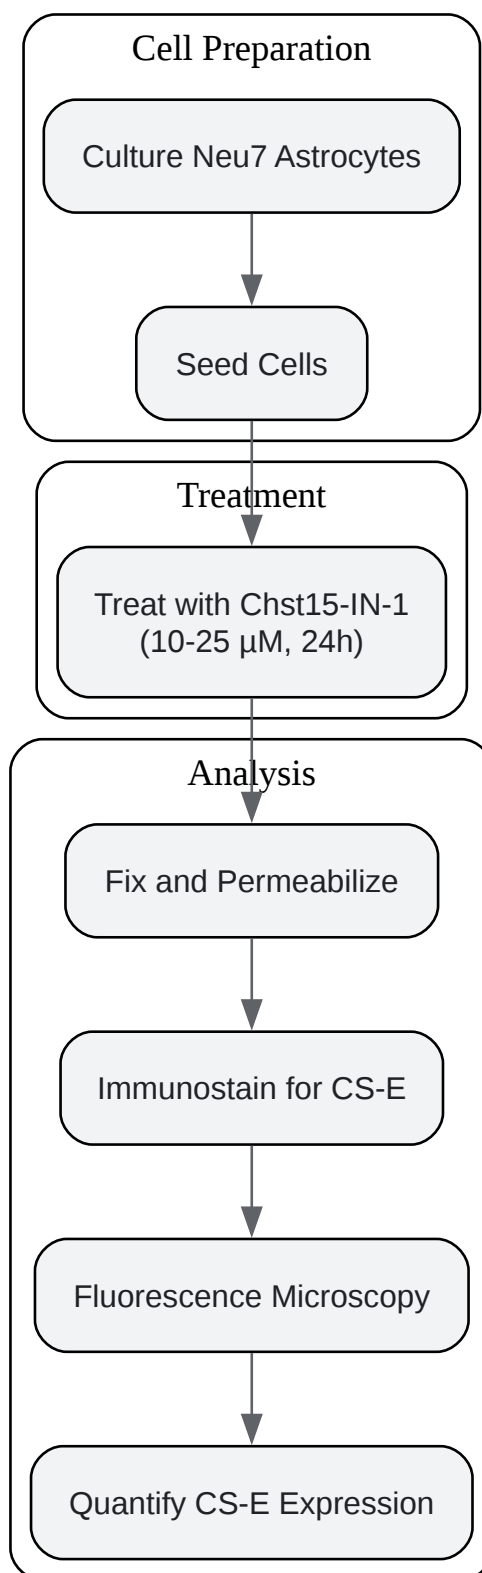 Cell Preparation
Culture Neu7 Astrocytes
Seed Cells
Treatment
Treat with Chst15-IN-1
(10-25 µM, 24h)
Analysis
Fix and Permeabilize
Immunostain for CS-E
Fluorescence Microscopy
Quantify CS-E Expression